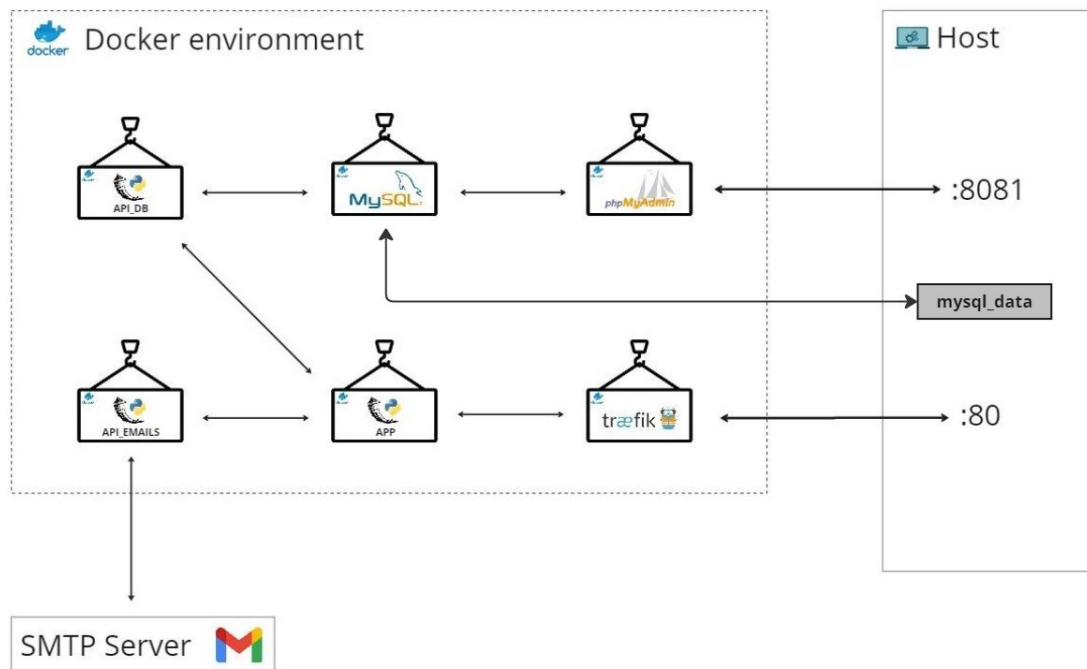 docker
Docker environment
Host
API_DB
MySQL
phpMyAdmin
:8081
mysql_data
API_EMAILS
APP
træfik
:80
SMTP Server